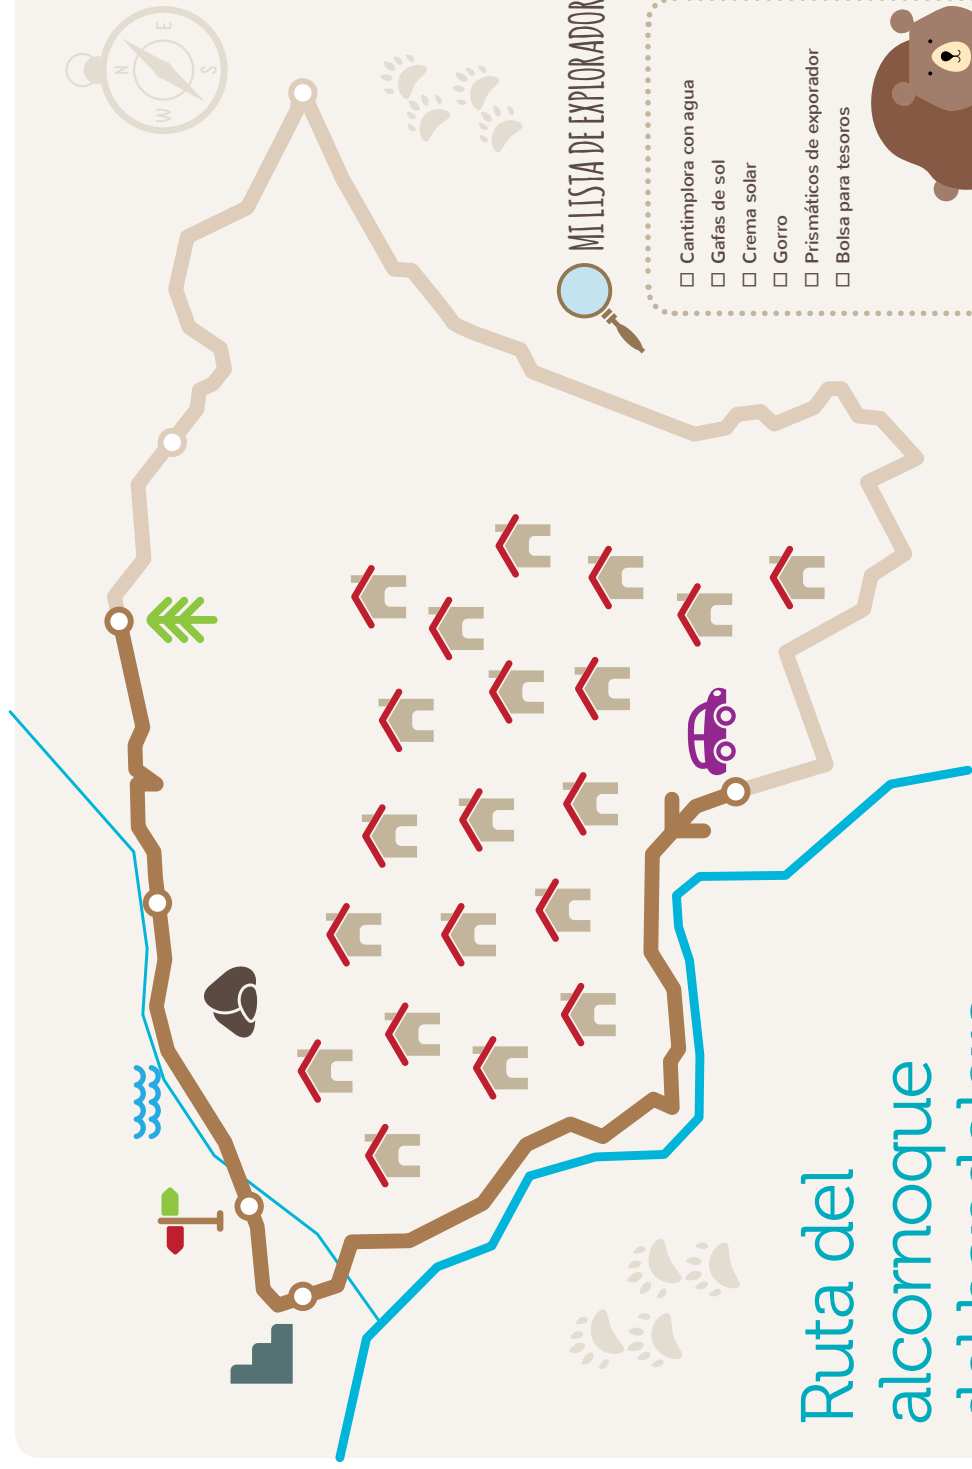 N
E
S
W
MI LISTA DE EXPLORADOR
Cantimplora con agua
Gafas de sol
Crema solar
Gorro
Prismáticos de exporador
Bolsa para tesoros
Ruta del
alcornoque